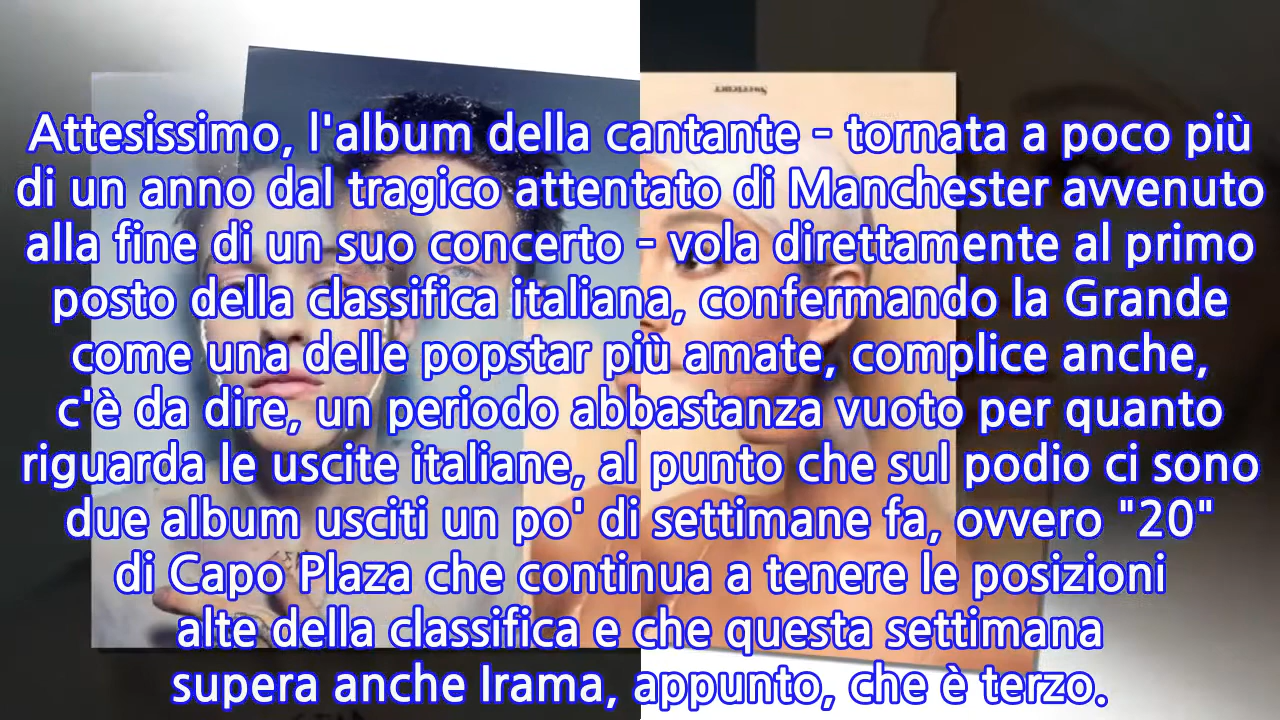 Sweetener
Attesissimo, l'album della cantante - tornata a poco più
di un anno dal tragico attentato di Manchester avvenuto
alla fine di un suo concerto - vola direttamente al primo
posto della classifica italiana, confermando la Grande
come una delle popstar più amate, complice anche,
c'è da dire, un periodo abbastanza vuoto per quanto
riguarda le uscite italiane, al punto che sul podio ci sono
due album usciti un po' di settimane fa, ovvero "20"
di Capo Plaza che continua a tenere le posizioni
alte della classifica e che questa settimana
supera anche Irama, appunto, che è terzo.